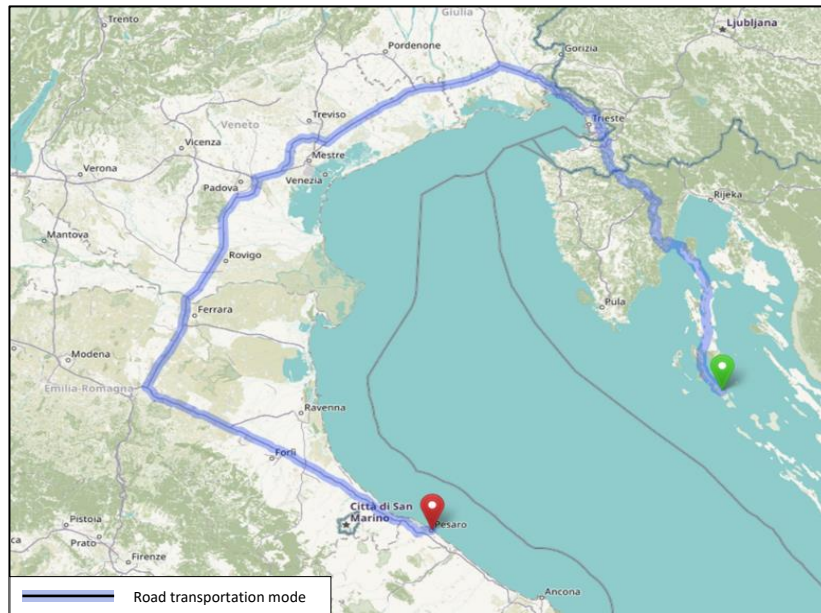 Trento
Giulia
Ljubljana
Pordenone
Gorizia
Treviso
Veneto
Trieste
Vicenza
Mestre
Verona
Padova
Venezia
Rijeka
Mantova
Rovigo
Pula
Ferrara
Modena
Emilia-Romagna
Ravenna
Forlì
Città di San
Marino
Pesaro
Pistoia
Prato
Firenze
Ancona
Road transportation mode